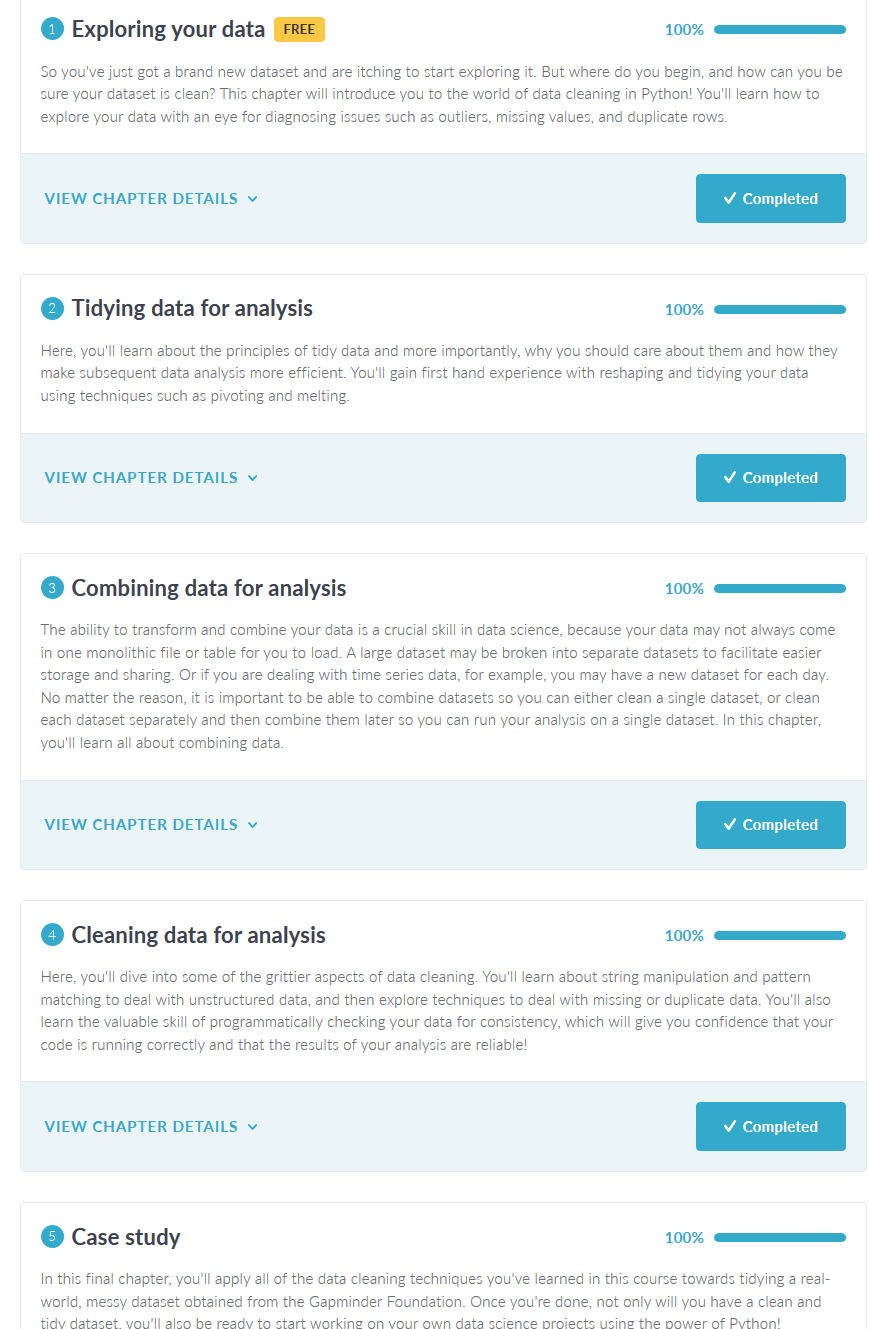 1 Exploring your data FREE 100%
So you've just got a brand new dataset and are itching to start exploring it. But where do you begin, and how can you be
sure your dataset is clean? This chapter will introduce you to the world of data cleaning in Python! You'll learn how to
explore your data with an eye for diagnosing issues such as outliers, missing values, and duplicate rows.
VIEW CHAPTER DETAILS Completed
2 Tidying data for analysis 100%
Here, you'll learn about the principles of tidy data and more importantly, why you should care about them and how they
make subsequent data analysis more efficient. You'll gain first hand experience with reshaping and tidying your data
using techniques such as pivoting and melting.
VIEW CHAPTER DETAILS Completed
3 Combining data for analysis 100%
The ability to transform and combine your data is a crucial skill in data science, because your data may not always come
in one monolithic file or table for you to load. A large dataset may be broken into separate datasets to facilitate easier
storage and sharing. Or if you are dealing with time series data, for example, you may have a new dataset for each day.
No matter the reason, it is important to be able to combine datasets so you can either clean a single dataset, or clean
each dataset separately and then combine them later so you can run your analysis on a single dataset. In this chapter,
you'll learn all about combining data.
VIEW CHAPTER DETAILS Completed
4 Cleaning data for analysis 100%
Here, you'll dive into some of the grittier aspects of data cleaning. You'll learn about string manipulation and pattern
matching to deal with unstructured data, and then explore techniques to deal with missing or duplicate data. You'll also
learn the valuable skill of programmatically checking your data for consistency, which will give you confidence that your
code is running correctly and that the results of your analysis are reliable!
VIEW CHAPTER DETAILS Completed
5 Case study 100%
In this final chapter, you'll apply all of the data cleaning techniques you've learned in this course towards tidying a real-
world, messy dataset obtained from the Gapminder Foundation. Once you're done, not only will you have a clean and
tidy dataset, you'll also be ready to start working on your own data science projects using the power of Python!